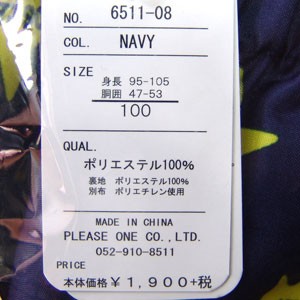 NO. 6511-08
COL. NAVY
SIZE
身長 95-105
胴囲 47-53
100
QUAL.
ポリエステル100%
裏地 ポリエステル100%
別布 ポリエチレン使用
MADE IN CHINA
PLEASE ONE CO.,LTD.
052-910-8511
PRICE
本体価格 ¥1,900+税